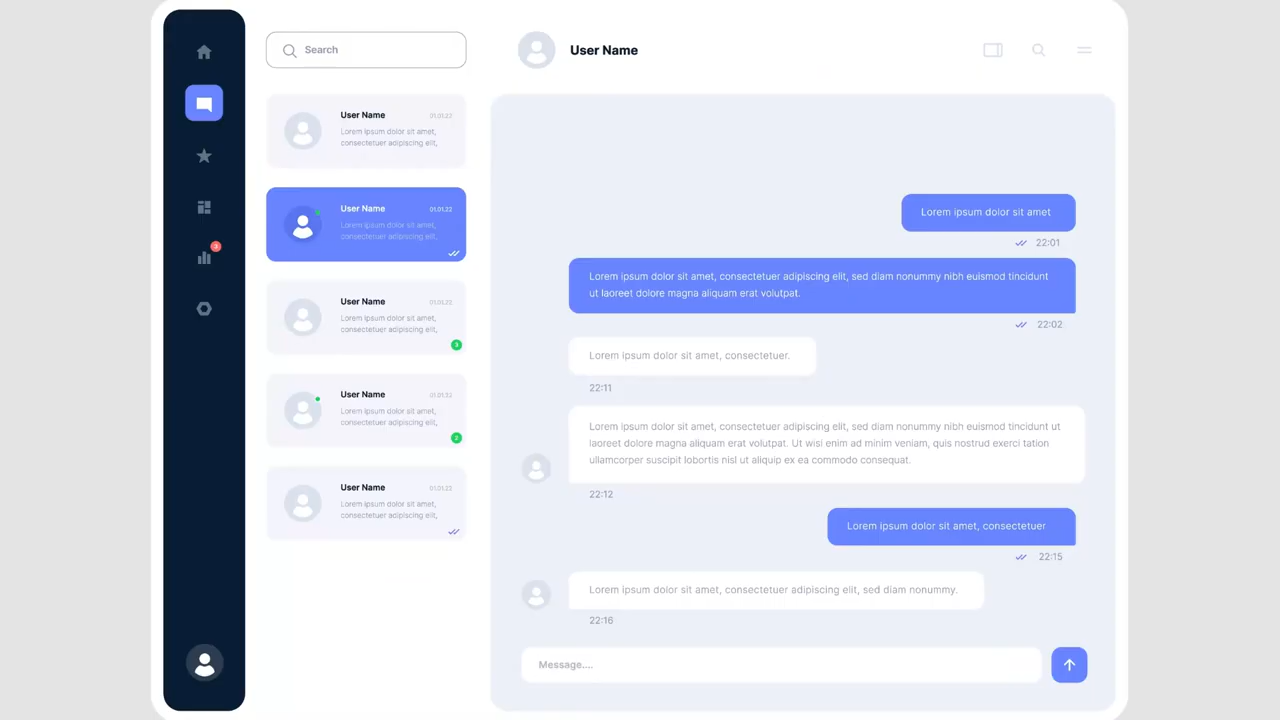 Search
User Name
User Name
01.01.22
Lorem ipsum dolor sit amet,
consectetuer adipiscing elit,
User Name
01.01.22
Lorem ipsum dolor sit amet,
consectetuer adipiscing elit,
User Name
01.01.22
Lorem ipsum dolor sit amet,
consectetuer adipiscing elit,
3
User Name
01.01.22
Lorem ipsum dolor sit amet,
consectetuer adipiscing elit,
2
User Name
01.01.22
Lorem ipsum dolor sit amet,
consectetuer adipiscing elit,
3
Lorem ipsum dolor sit amet
22:01
Lorem ipsum dolor sit amet, consectetuer adipiscing elit, sed diam nonummy nibh euismod tincidunt
ut laoreet dolore magna aliquam erat volutpat.
22:02
Lorem ipsum dolor sit amet, consectetuer.
22:11
Lorem ipsum dolor sit amet, consectetuer adipiscing elit, sed diam nonummy nibh euismod tincidunt ut
laoreet dolore magna aliquam erat volutpat. Ut wisi enim ad minim veniam, quis nostrud exerci tation
ullamcorper suscipit lobortis nisl ut aliquip ex ea commodo consequat.
22:12
Lorem ipsum dolor sit amet, consectetuer
22:15
Lorem ipsum dolor sit amet, consectetuer adipiscing elit, sed diam nonummy.
22:16
Message....